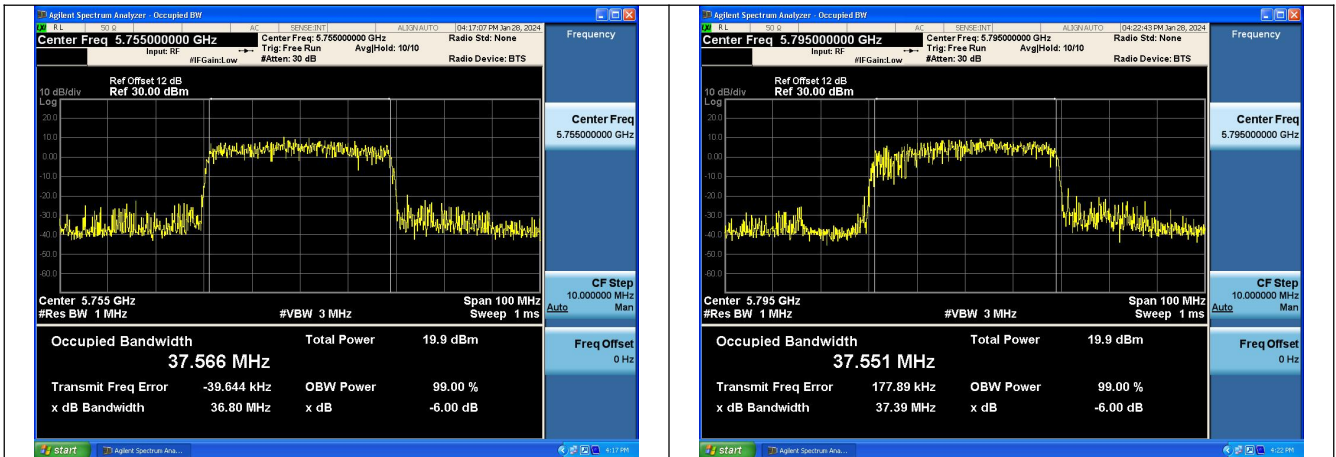 Agilent Spectrum Analyzer - Occupied BW
RL 50 Ω AC SENSE:INT ALIGN AUTO 04:17:07 PM Jan 28, 2024
Center Freq 5.755000000 GHz
Input: RF
#IFGain:Low
Center Freq: 5.755000000 GHz
Trig: Free Run Avg|Hold: 10/10
#Atten: 30 dB
Radio Std: None
Radio Device: BTS
Frequency
Ref Offset 12 dB
10 dB/div Ref 30.00 dBm
Log
20.0
10.0
0.00
-10.0
-20.0
-30.0
-40.0
-50.0
-60.0
Center Freq
5.755000000 GHz
Center 5.755 GHz Span 100 MHz
#Res BW 1 MHz #VBW 3 MHz Sweep 1 ms
CF Step
10.000000 MHz
Auto Man
Occupied Bandwidth Total Power 19.9 dBm
37.566 MHz
Transmit Freq Error -39.644 kHz OBW Power 99.00 %
x dB Bandwidth 36.80 MHz x dB -6.00 dB
Freq Offset
0 Hz
start Agilent Spectrum Ana... 4:17 PM
Agilent Spectrum Analyzer - Occupied BW
RL 50 Ω AC SENSE:INT ALIGN AUTO 04:22:43 PM Jan 28, 2024
Center Freq 5.795000000 GHz
Input: RF
#IFGain:Low
Center Freq: 5.795000000 GHz
Trig: Free Run Avg|Hold: 10/10
#Atten: 30 dB
Radio Std: None
Radio Device: BTS
Frequency
Ref Offset 12 dB
10 dB/div Ref 30.00 dBm
Log
20.0
10.0
0.00
-10.0
-20.0
-30.0
-40.0
-50.0
-60.0
Center Freq
5.795000000 GHz
Center 5.795 GHz Span 100 MHz
#Res BW 1 MHz #VBW 3 MHz Sweep 1 ms
CF Step
10.000000 MHz
Auto Man
Occupied Bandwidth Total Power 19.9 dBm
37.551 MHz
Transmit Freq Error 177.89 kHz OBW Power 99.00 %
x dB Bandwidth 37.39 MHz x dB -6.00 dB
Freq Offset
0 Hz
start Agilent Spectrum Ana... 4:22 PM